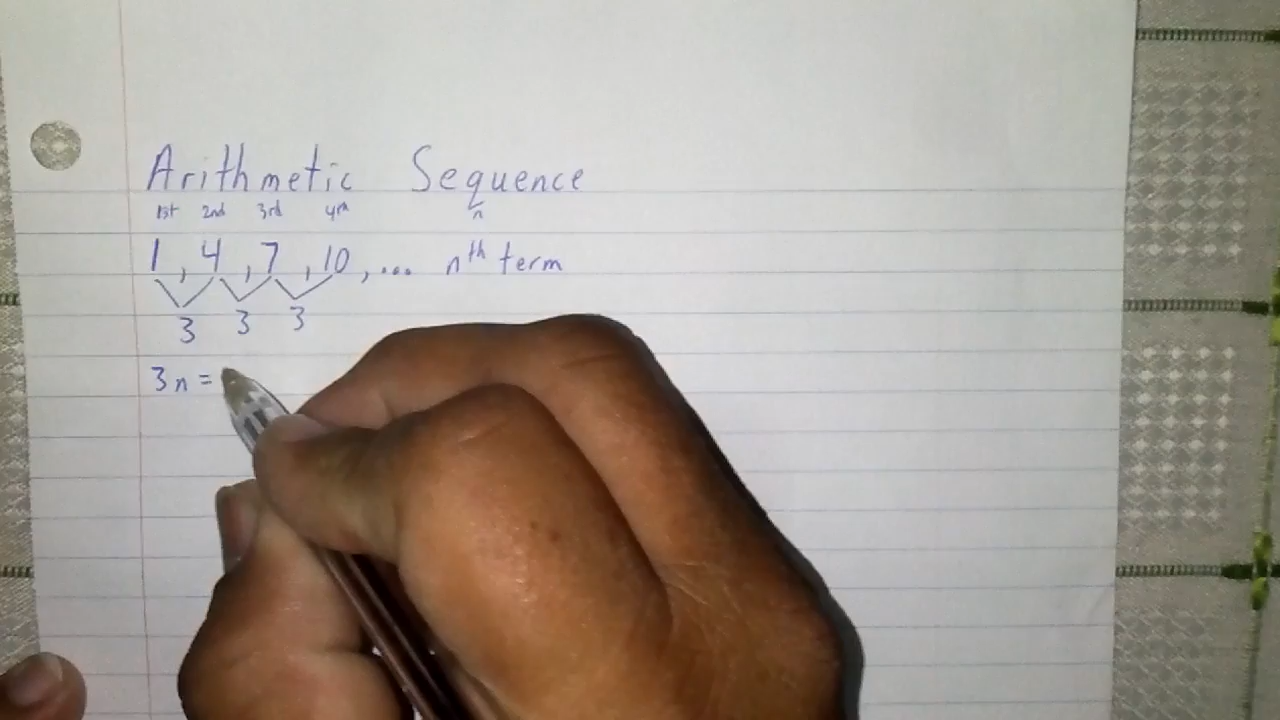 Arithmetic Sequence
1st 2nd 3rd 4th n
1, 4, 7, 10, ... nth term
3 3 3
3n =